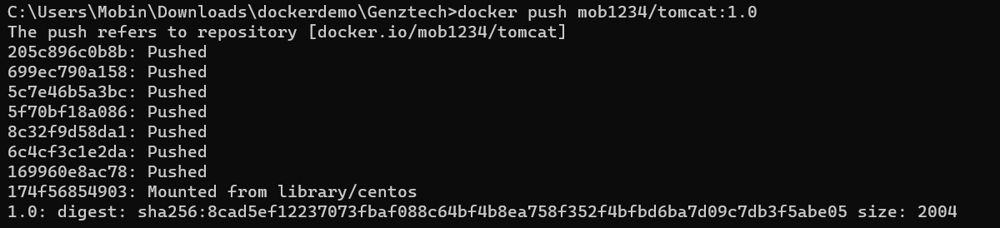 C:\Users\Mobin\Downloads\dockerdemo\Genztech>docker push mob1234/tomcat:1.0
The push refers to repository [docker.io/mob1234/tomcat]
205c896c0b8b: Pushed
699ec790a158: Pushed
5c7e46b5a3bc: Pushed
5f70bf18a086: Pushed
8c32f9d58da1: Pushed
6c4cf3c1e2da: Pushed
169960e8ac78: Pushed
174f56854903: Mounted from library/centos
1.0: digest: sha256:8cad5ef12237073fbaf088c64bf4b8ea758f352f4bfbd6ba7d09c7db3f5abe05 size: 2004